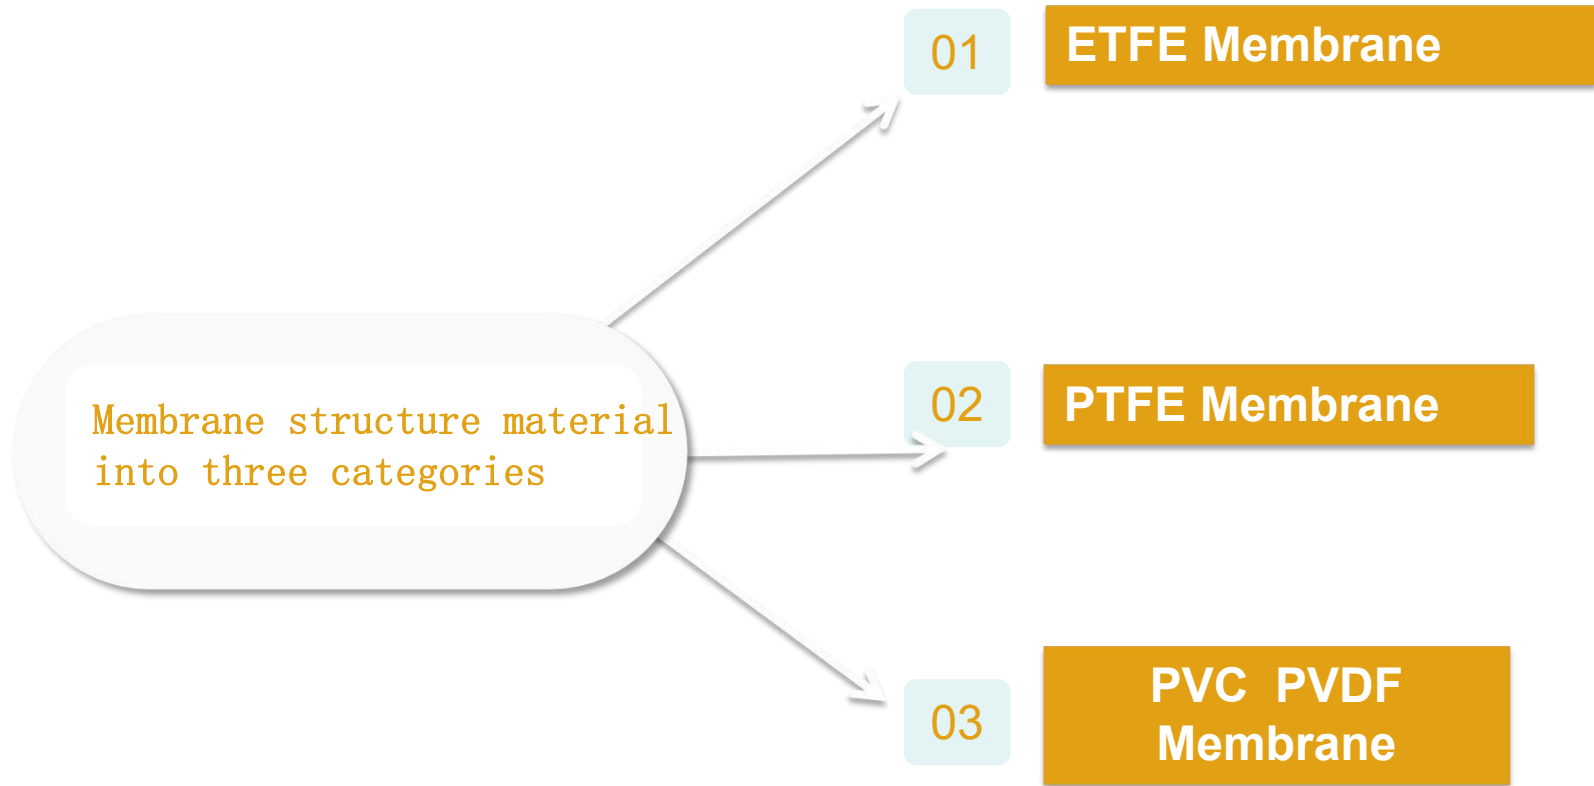 01
ETFE Membrane
Membrane structure material
into three categories
02
PTFE Membrane
03
PVC PVDF
Membrane